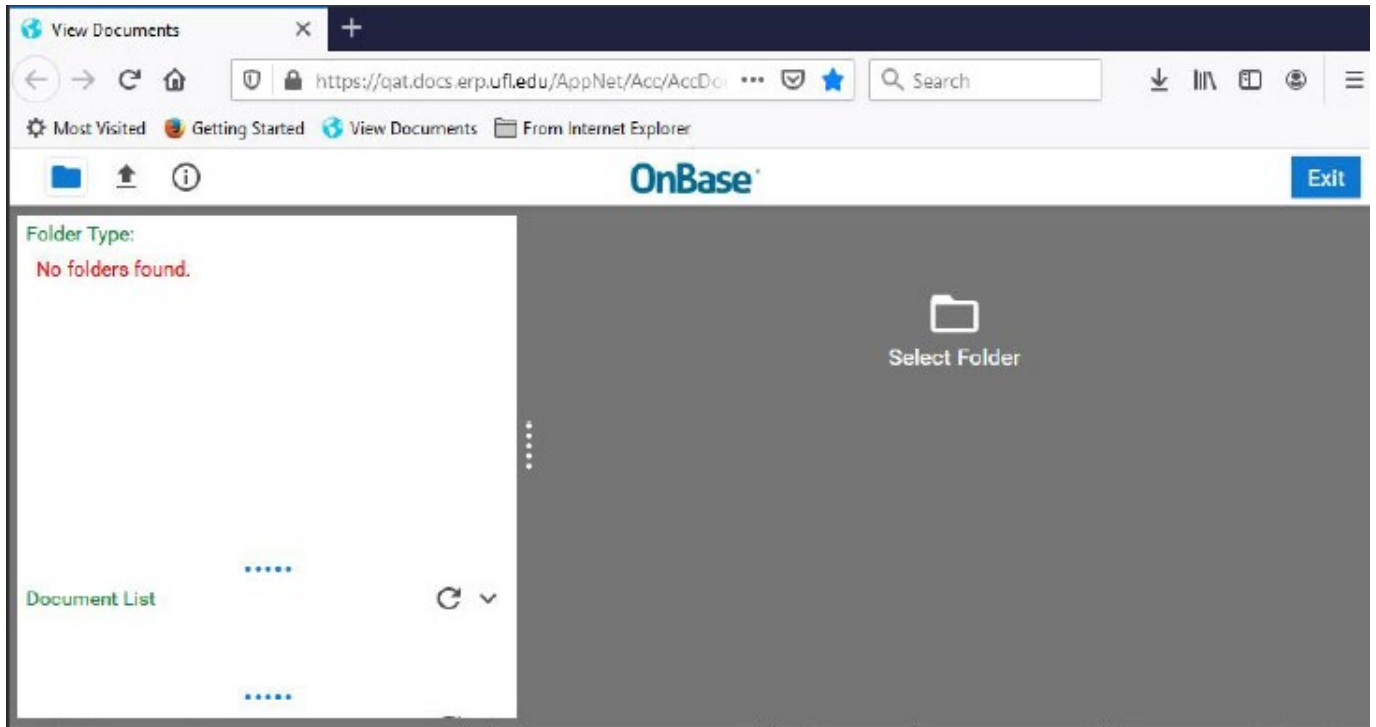 View Documents
https://qat.docs.erp.ufl.edu/AppNet/Acc/AccDo
Search
Most Visited Getting Started View Documents From Internet Explorer
OnBase
Exit
Folder Type:
No folders found.
Select Folder
Document List